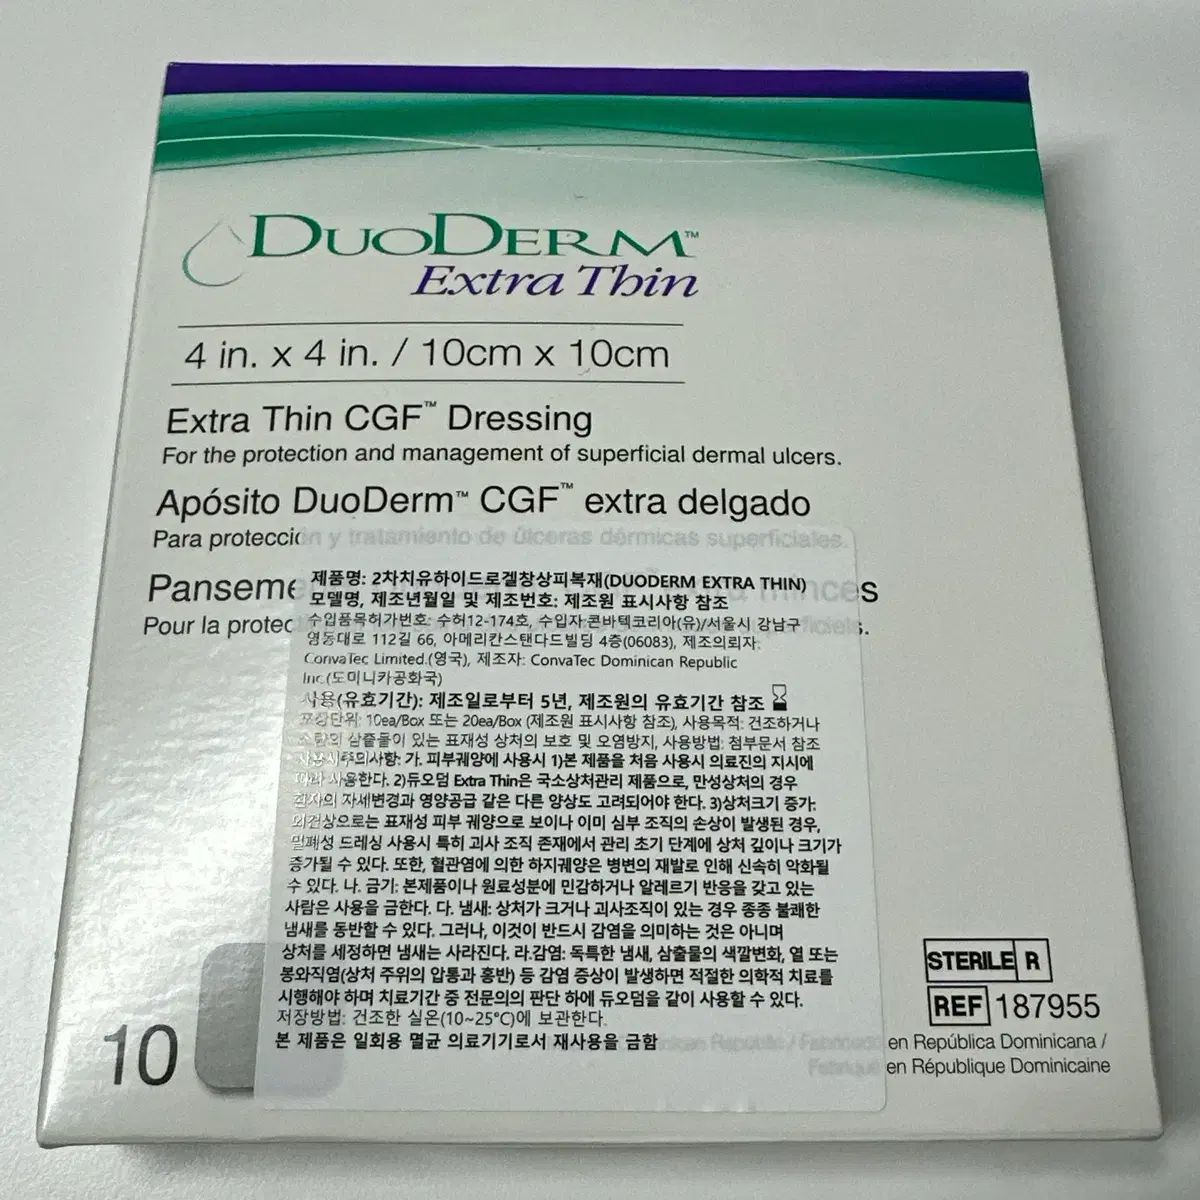 DUODERM™
Extra Thin
4 in. x 4 in. / 10cm x 10cm
Extra Thin CGF™ Dressing
For the protection and management of superficial dermal ulcers.
Apósito DuoDerm™ CGF™ extra delgado
Para protección y tratamiento de úlceras dérmicas superficiales.
제품명: 2차치유하이드로겔창상피복재(DUODERM EXTRA THIN)
모델명, 제조년월일 및 제조번호: 제조원 표시사항 참조
수입품목허가번호: 수허12-174호, 수입자 콘바텍코리아(유)/서울시 강남구
영동대로 112길 66, 아메리칸스탠다드빌딩 4층(06083), 제조의뢰자:
ConvaTec Limited.(영국), 제조자: ConvaTec Dominican Republic
Inc.(도미니카공화국)
사용(유효기간): 제조일로부터 5년, 제조원의 유효기간 참조
포장단위: 10ea/Box 또는 20ea/Box (제조원 표시사항 참조), 사용목적: 건조하거나
소량의 삼출물이 있는 표재성 상처의 보호 및 오염방지, 사용방법: 첨부문서 참조
사용시주의사항: 가. 피부궤양에 사용시 1)본 제품을 처음 사용시 의료진의 지시에
따라 사용한다. 2)듀오덤 Extra Thin은 국소상처관리 제품으로, 만성상처의 경우
환자의 자세변경과 영양공급 같은 다른 양상도 고려되어야 한다. 3)상처크기 증가:
외견상으로는 표재성 피부 궤양으로 보이나 이미 심부 조직의 손상이 발생된 경우,
밀폐성 드레싱 사용시 특히 괴사 조직 존재에서 관리 초기 단계에 상처 깊이나 크기가
증가될 수 있다. 또한, 혈관염에 의한 하지궤양은 병변의 재발로 인해 신속히 악화될
수 있다. 나. 금기: 본제품이나 원료성분에 민감하거나 알레르기 반응을 갖고 있는
사람은 사용을 금한다. 다. 냄새: 상처가 크거나 괴사조직이 있는 경우 종종 불쾌한
냄새를 동반할 수 있다. 그러나, 이것이 반드시 감염을 의미하는 것은 아니며
상처를 세정하면 냄새는 사라진다. 라.감염: 독특한 냄새, 삼출물의 색깔변화, 열 또는
봉와직염(상처 주위의 압통과 홍반) 등 감염 증상이 발생하면 적절한 의학적 치료를
시행해야 하며 치료기간 중 전문의의 판단 하에 듀오덤을 같이 사용할 수 있다.
저장방법: 건조한 실온(10~25°C)에 보관한다.
본 제품은 일회용 멸균 의료기기로서 재사용을 금함
10
STERILE R
REF 187955
en República Dominicana /
en République Dominicaine